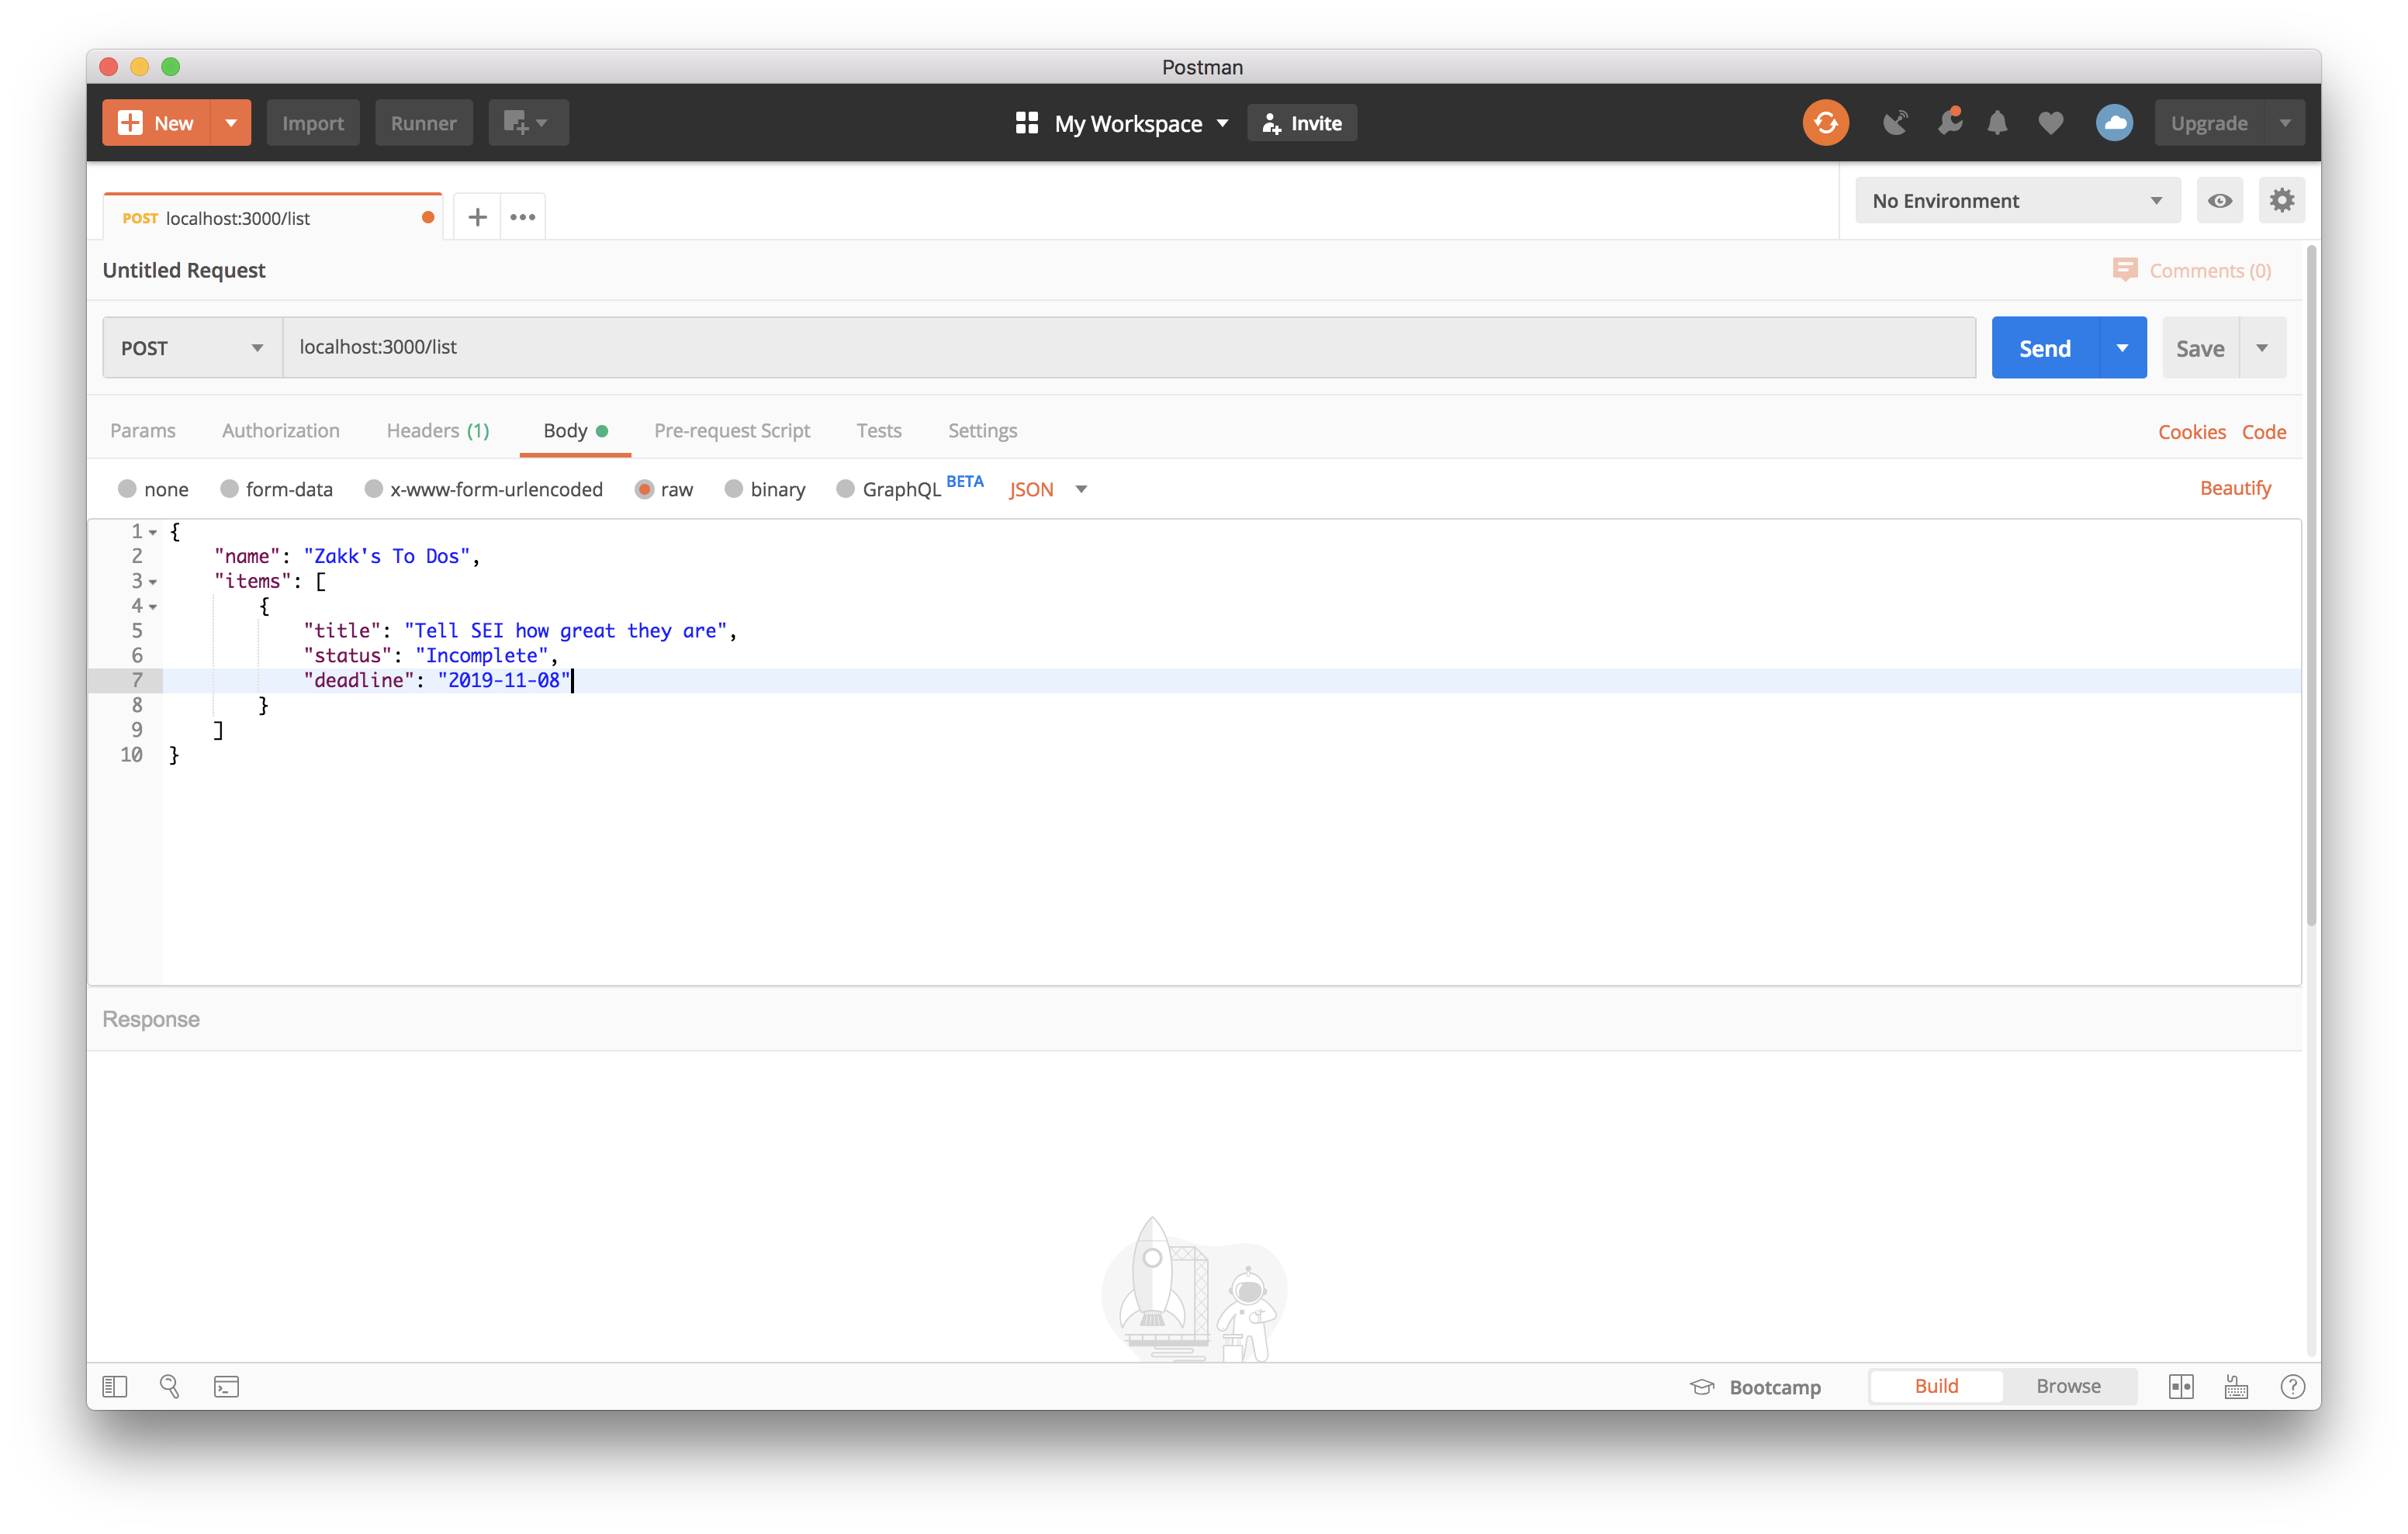 Postman
New Import Runner My Workspace Invite Upgrade
POST localhost:3000/list No Environment
Untitled Request Comments (0)
POST localhost:3000/list Send Save
Params Authorization Headers (1) Body Pre-request Script Tests Settings Cookies Code
none form-data x-www-form-urlencoded raw binary GraphQL BETA JSON Beautify
1 {
2 "name": "Zakk's To Dos",
3 "items": [
4 {
5 "title": "Tell SEI how great they are",
6 "status": "Incomplete",
7 "deadline": "2019-11-08"
8 }
9 ]
10 }
Response
Bootcamp Build Browse